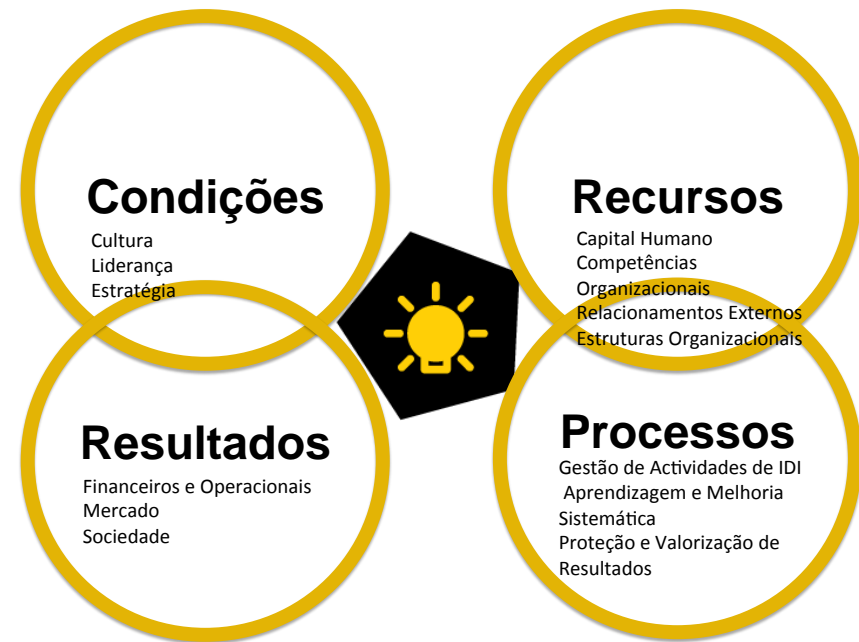 Condições
Cultura
Liderança
Estratégia
Recursos
Capital Humano
Competências
Organizacionais
Relacionamentos Externos
Estruturas Organizacionais
Resultados
Financeiros e Operacionais
Mercado
Sociedade
Processos
Gestão de Actividades de IDI
Aprendizagem e Melhoria
Sistemática
Proteção e Valorização de
Resultados